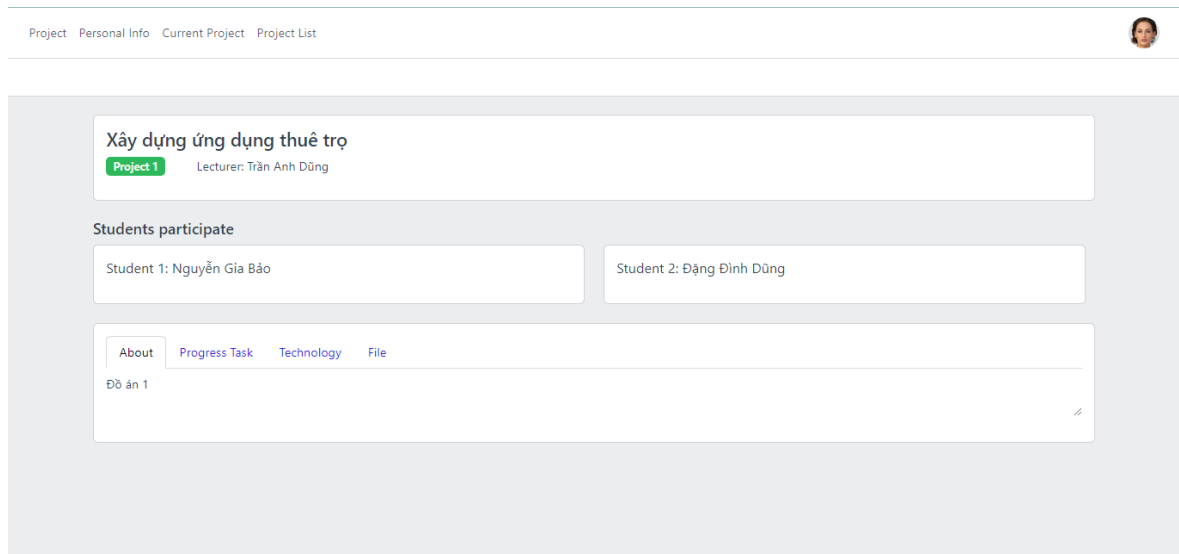 Project Personal Info Current Project Project List
Xây dựng ứng dụng thuê trọ
Project 1 Lecturer: Trần Anh Dũng
Students participate
Student 1: Nguyễn Gia Bảo
Student 2: Đặng Đình Dũng
About Progress Task Technology File
Đồ án 1